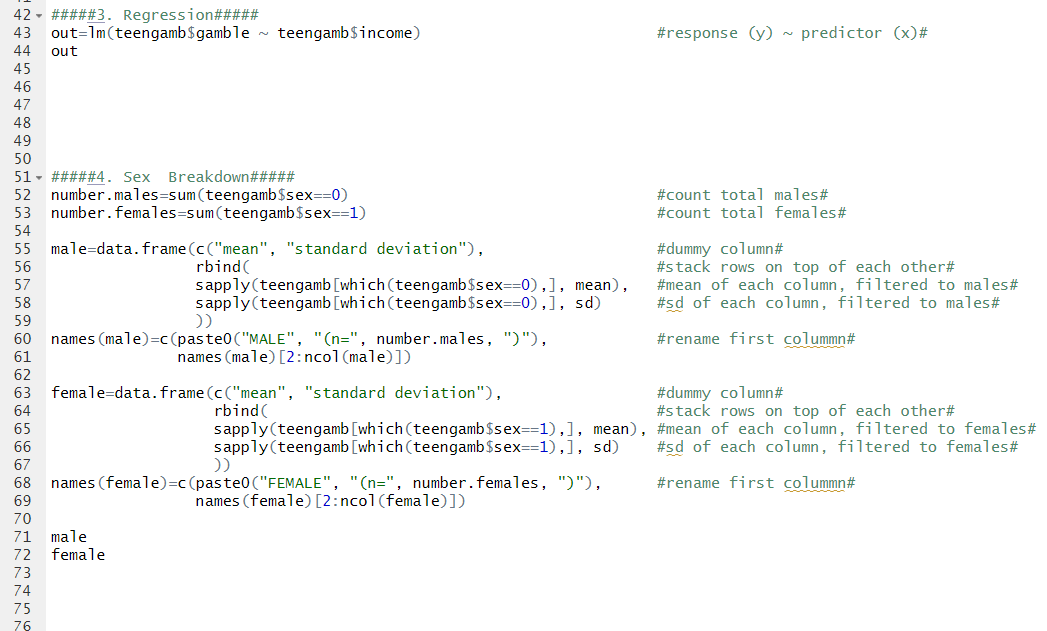 42 #####3. Regression#####
43 out=lm(teengamb$gamble ~ teengamb$income) #response (y) ~ predictor (x)#
44 out
45
46
47
48
49
50
51 #####4. Sex  Breakdown#####
52 number.males=sum(teengamb$sex==0) #count total males#
53 number.females=sum(teengamb$sex==1) #count total females#
54
55 male=data.frame(c("mean", "standard deviation"), #dummy column#
56 rbind( #stack rows on top of each other#
57 sapply(teengamb[which(teengamb$sex==0),], mean), #mean of each column, filtered to males#
58 sapply(teengamb[which(teengamb$sex==0),], sd) #sd of each column, filtered to males#
59 ))
60 names(male)=c(paste0("MALE", "(n=", number.males, ")"), #rename first colummn#
61 names(male)[2:ncol(male)])
62
63 female=data.frame(c("mean", "standard deviation"), #dummy column#
64 rbind( #stack rows on top of each other#
65 sapply(teengamb[which(teengamb$sex==1),], mean), #mean of each column, filtered to females#
66 sapply(teengamb[which(teengamb$sex==1),], sd) #sd of each column, filtered to females#
67 ))
68 names(female)=c(paste0("FEMALE", "(n=", number.females, ")"), #rename first colummn#
69 names(female)[2:ncol(female)])
70
71 male
72 female
73
74
75
76